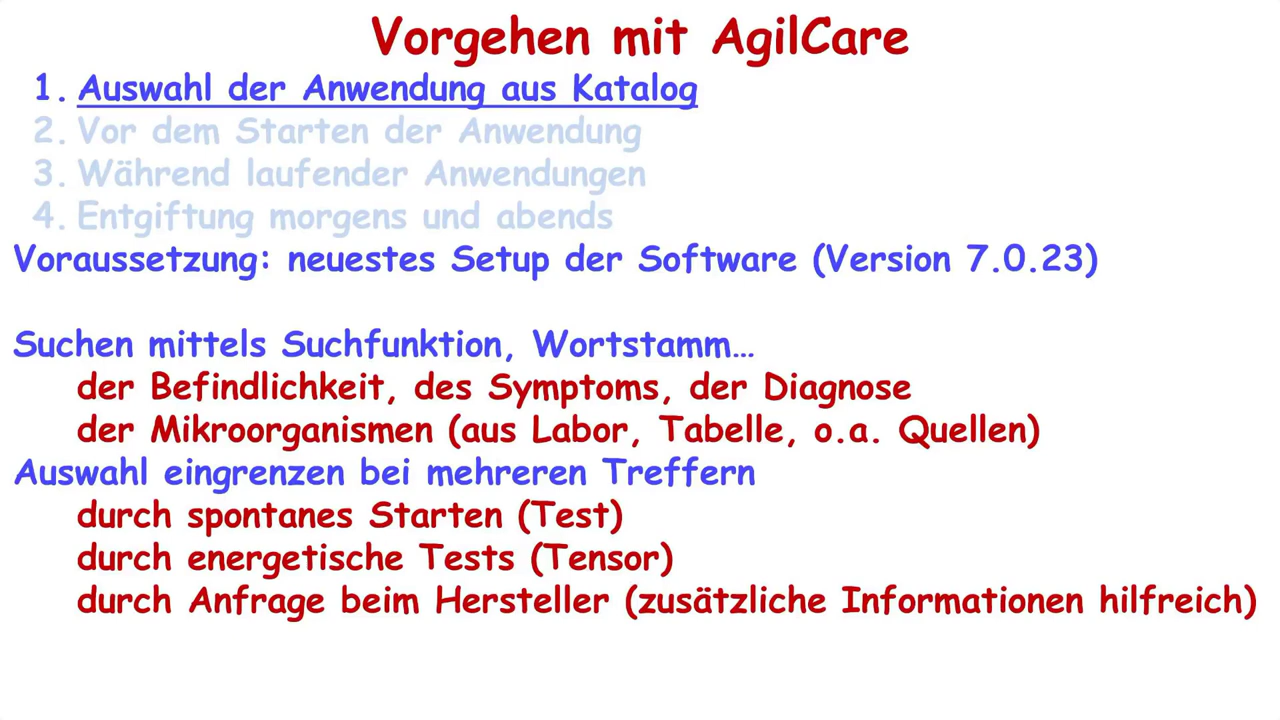 Vorgehen mit AgilCare
1. Auswahl der Anwendung aus Katalog
2. Vor dem Starten der Anwendung
3. Während laufender Anwendungen
4. Entgiftung morgens und abends
Voraussetzung: neuestes Setup der Software (Version 7.0.23)
Suchen mittels Suchfunktion, Wortstamm…
der Befindlichkeit, des Symptoms, der Diagnose
der Mikroorganismen (aus Labor, Tabelle, o.a. Quellen)
Auswahl eingrenzen bei mehreren Treffern
durch spontanes Starten (Test)
durch energetische Tests (Tensor)
durch Anfrage beim Hersteller (zusätzliche Informationen hilfreich)